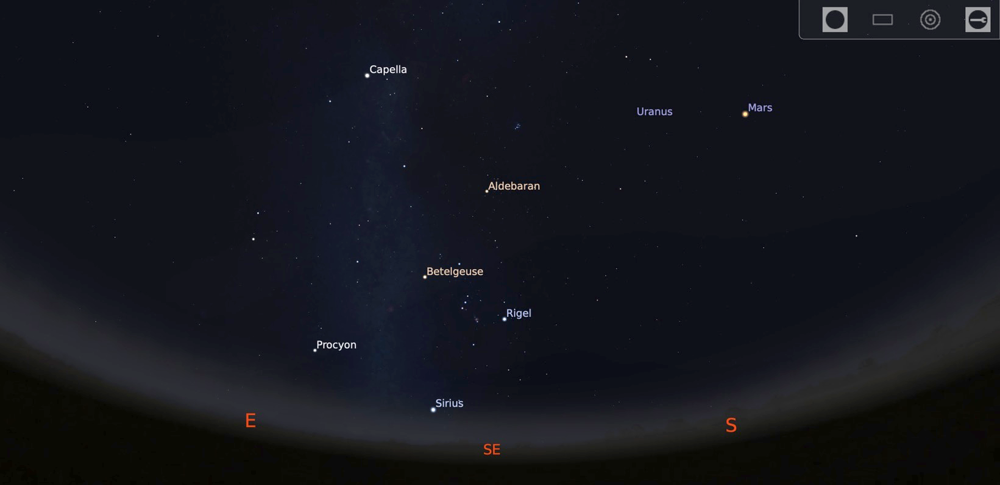 Capella
Mars
Uranus
Aldebaran
Betelgeuse
Rigel
Procyon
Sirius
E
S
SE